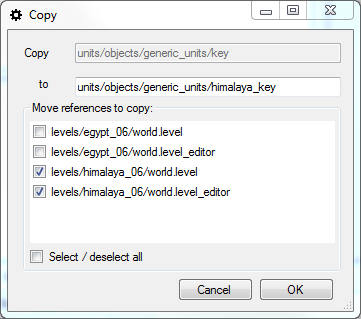 Copy
Copy units/objects/generic_units/key
to units/objects/generic_units/himalaya_key
Move references to copy:
levels/egypt_06/world.level
levels/egypt_06/world.level_editor
levels/himalaya_06/world.level
levels/himalaya_06/world.level_editor
Select / deselect all
Cancel OK